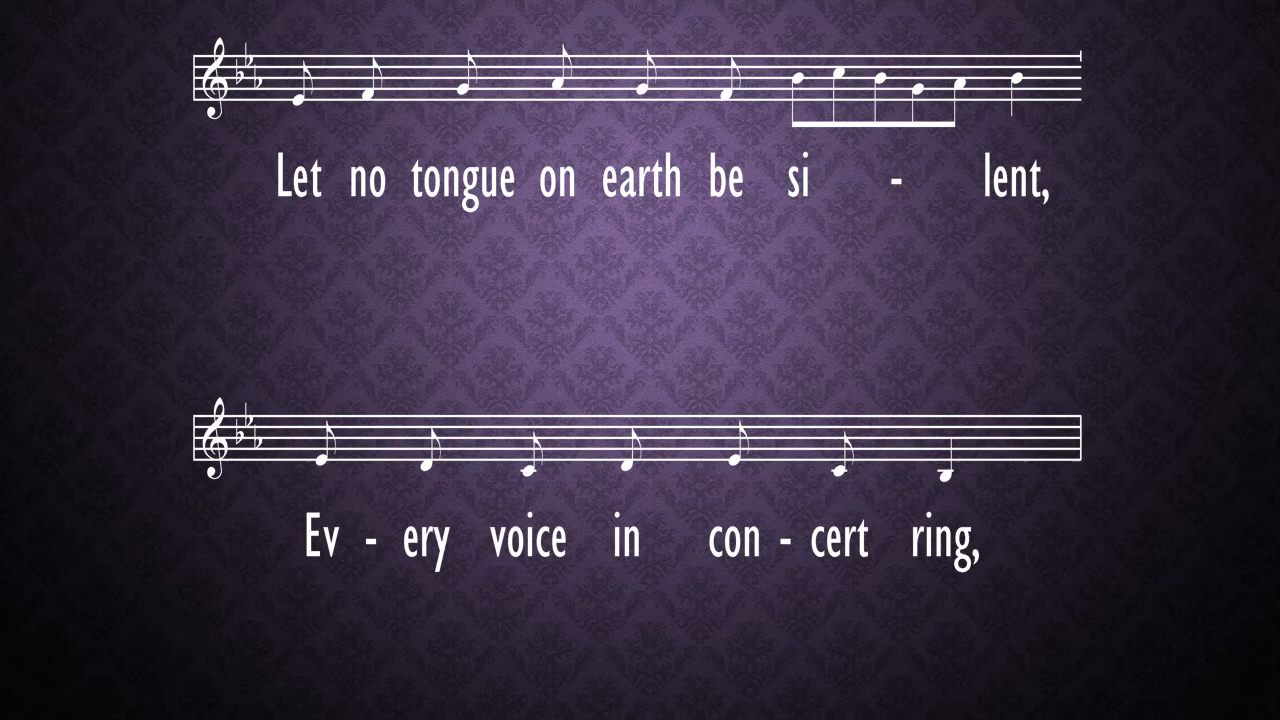 Let no tongue on earth be si - lent,
Ev - ery voice in con - cert ring,